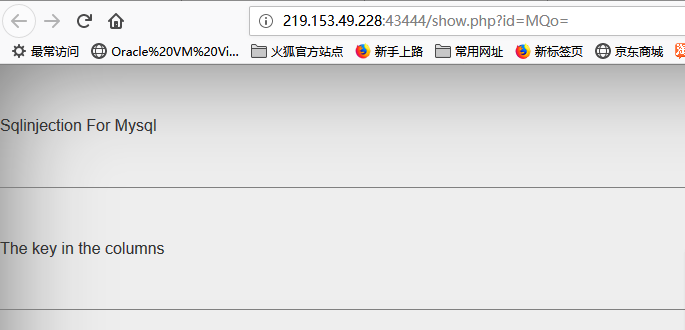 219.153.49.228:43444/show.php?id=MQo=
最常访问 Oracle%20VM%20Vi... 火狐官方站点 新手上路 常用网址 新标签页 京东商城
Sqlinjection For Mysql
The key in the columns